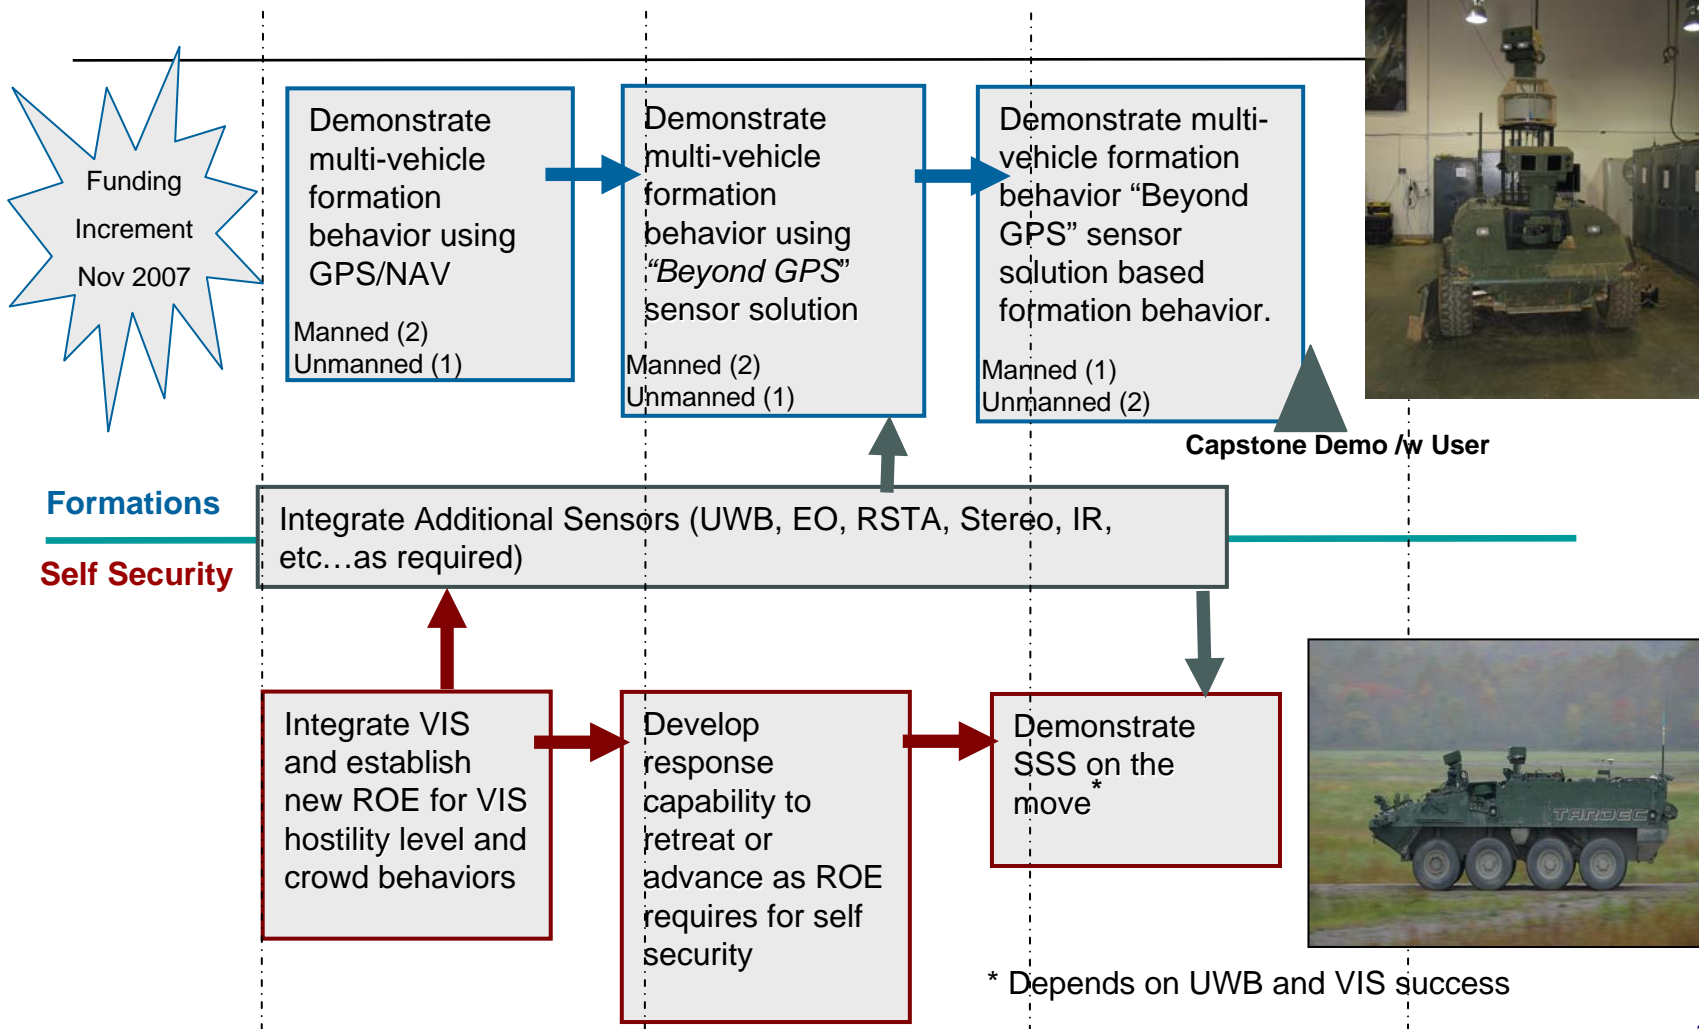 Funding
Increment
Nov 2007
Demonstrate
multi-vehicle
formation
behavior using
GPS/NAV
Manned (2)
Unmanned (1)
Demonstrate
multi-vehicle
formation
behavior using
“Beyond GPS”
sensor solution
Manned (2)
Unmanned (1)
Demonstrate multi-
vehicle formation
behavior “Beyond
GPS” sensor
solution based
formation behavior.
Manned (1)
Unmanned (2)
Capstone Demo /w User
Formations
Self Security
Integrate Additional Sensors (UWB, EO, RSTA, Stereo, IR,
etc…as required)
Integrate VIS
and establish
new ROE for VIS
hostility level and
crowd behaviors
Develop
response
capability to
retreat or
advance as ROE
requires for self
security
Demonstrate
SSS on the
move*
TARDEC
* Depends on UWB and VIS success